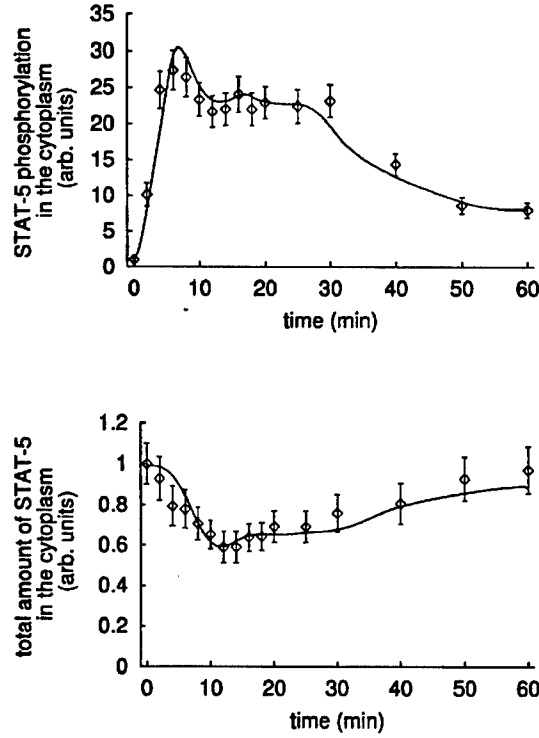 STAT-5 phosphorylation
in the cytoplasm
(arb. units)
35
30
25
20
15
10
5
0
0 10 20 30 40 50 60
time (min)
total amount of STAT-5
in the cytoplasm
(arb. units)
1.2
1
0.8
0.6
0.4
0.2
0
0 10 20 30 40 50 60
time (min)